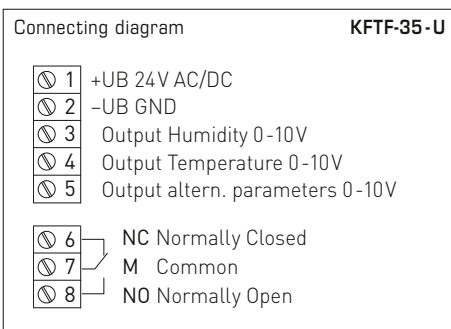 Connecting diagram KFTF-35-U
1 +UB 24V AC/DC
2 –UB GND
3 Output Humidity 0-10V
4 Output Temperature 0-10V
5 Output altern. parameters 0-10V
6 NC Normally Closed
7 M Common
8 NO Normally Open